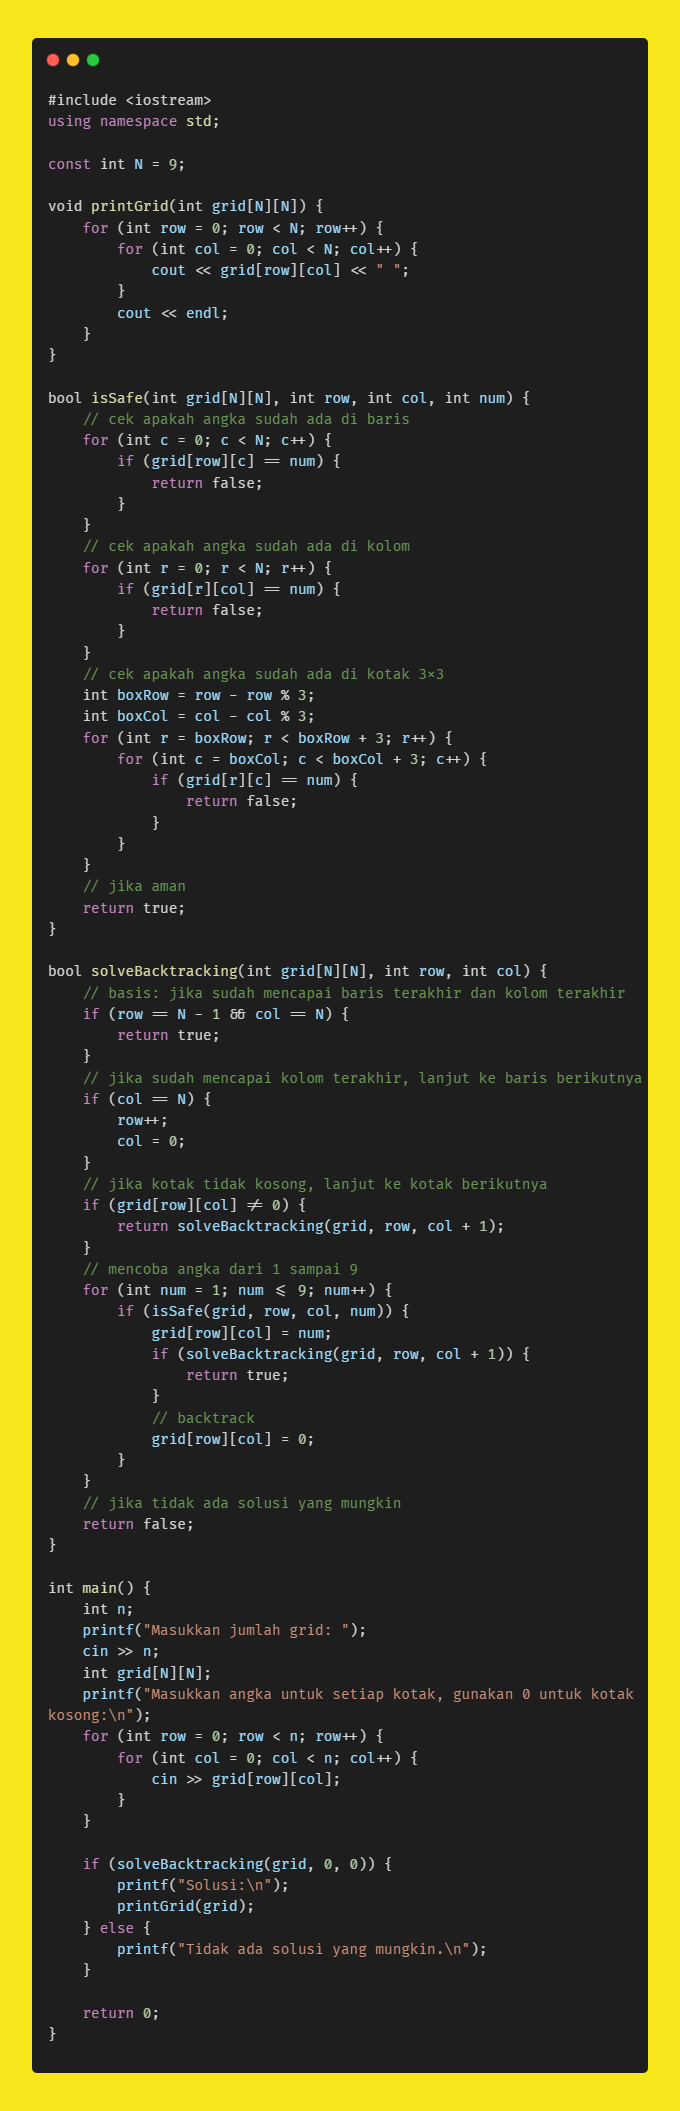 #include <iostream>
using namespace std;

const int N = 9;

void printGrid(int grid[N][N]) {
    for (int row = 0; row < N; row++) {
        for (int col = 0; col < N; col++) {
            cout << grid[row][col] << " ";
        }
        cout << endl;
    }
}

bool isSafe(int grid[N][N], int row, int col, int num) {
    // cek apakah angka sudah ada di baris
    for (int c = 0; c < N; c++) {
        if (grid[row][c] == num) {
            return false;
        }
    }
    // cek apakah angka sudah ada di kolom
    for (int r = 0; r < N; r++) {
        if (grid[r][col] == num) {
            return false;
        }
    }
    // cek apakah angka sudah ada di kotak 3×3
    int boxRow = row - row % 3;
    int boxCol = col - col % 3;
    for (int r = boxRow; r < boxRow + 3; r++) {
        for (int c = boxCol; c < boxCol + 3; c++) {
            if (grid[r][c] == num) {
                return false;
            }
        }
    }
    // jika aman
    return true;
}

bool solveBacktracking(int grid[N][N], int row, int col) {
    // basis: jika sudah mencapai baris terakhir dan kolom terakhir
    if (row == N - 1 && col == N) {
        return true;
    }
    // jika sudah mencapai kolom terakhir, lanjut ke baris berikutnya
    if (col == N) {
        row++;
        col = 0;
    }
    // jika kotak tidak kosong, lanjut ke kotak berikutnya
    if (grid[row][col] != 0) {
        return solveBacktracking(grid, row, col + 1);
    }
    // mencoba angka dari 1 sampai 9
    for (int num = 1; num <= 9; num++) {
        if (isSafe(grid, row, col, num)) {
            grid[row][col] = num;
            if (solveBacktracking(grid, row, col + 1)) {
                return true;
            }
            // backtrack
            grid[row][col] = 0;
        }
    }
    // jika tidak ada solusi yang mungkin
    return false;
}

int main() {
    int n;
    printf("Masukkan jumlah grid: ");
    cin >> n;
    int grid[N][N];
    printf("Masukkan angka untuk setiap kotak, gunakan 0 untuk kotak
kosong:\n");
    for (int row = 0; row < n; row++) {
        for (int col = 0; col < n; col++) {
            cin >> grid[row][col];
        }
    }

    if (solveBacktracking(grid, 0, 0)) {
        printf("Solusi:\n");
        printGrid(grid);
    } else {
        printf("Tidak ada solusi yang mungkin.\n");
    }

    return 0;
}